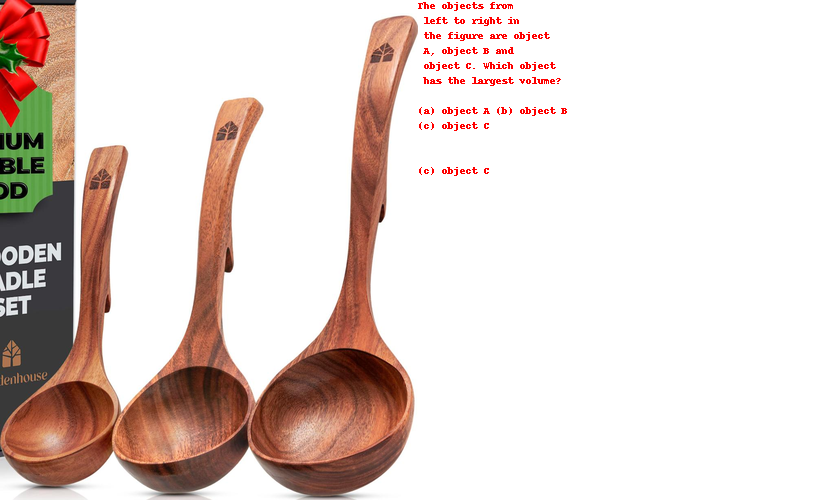 IUM
BLE
OD
OODEN
ADLE
SET
denhouse
The objects from
left to right in
the figure are object
A, object B and
object C. Which object
has the largest volume?
(a) object A (b) object B
(c) object C
(c) object C